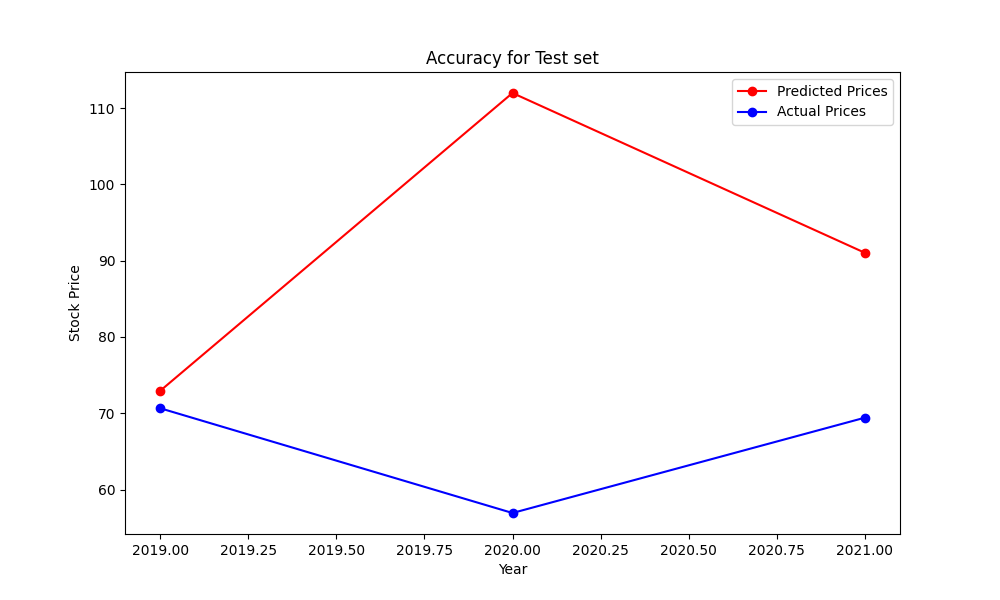 Accuracy for Test set
Predicted Prices
Actual Prices
110
100
90
80
70
60
Stock Price
2019.00 2019.25 2019.50 2019.75 2020.00 2020.25 2020.50 2020.75 2021.00
Year